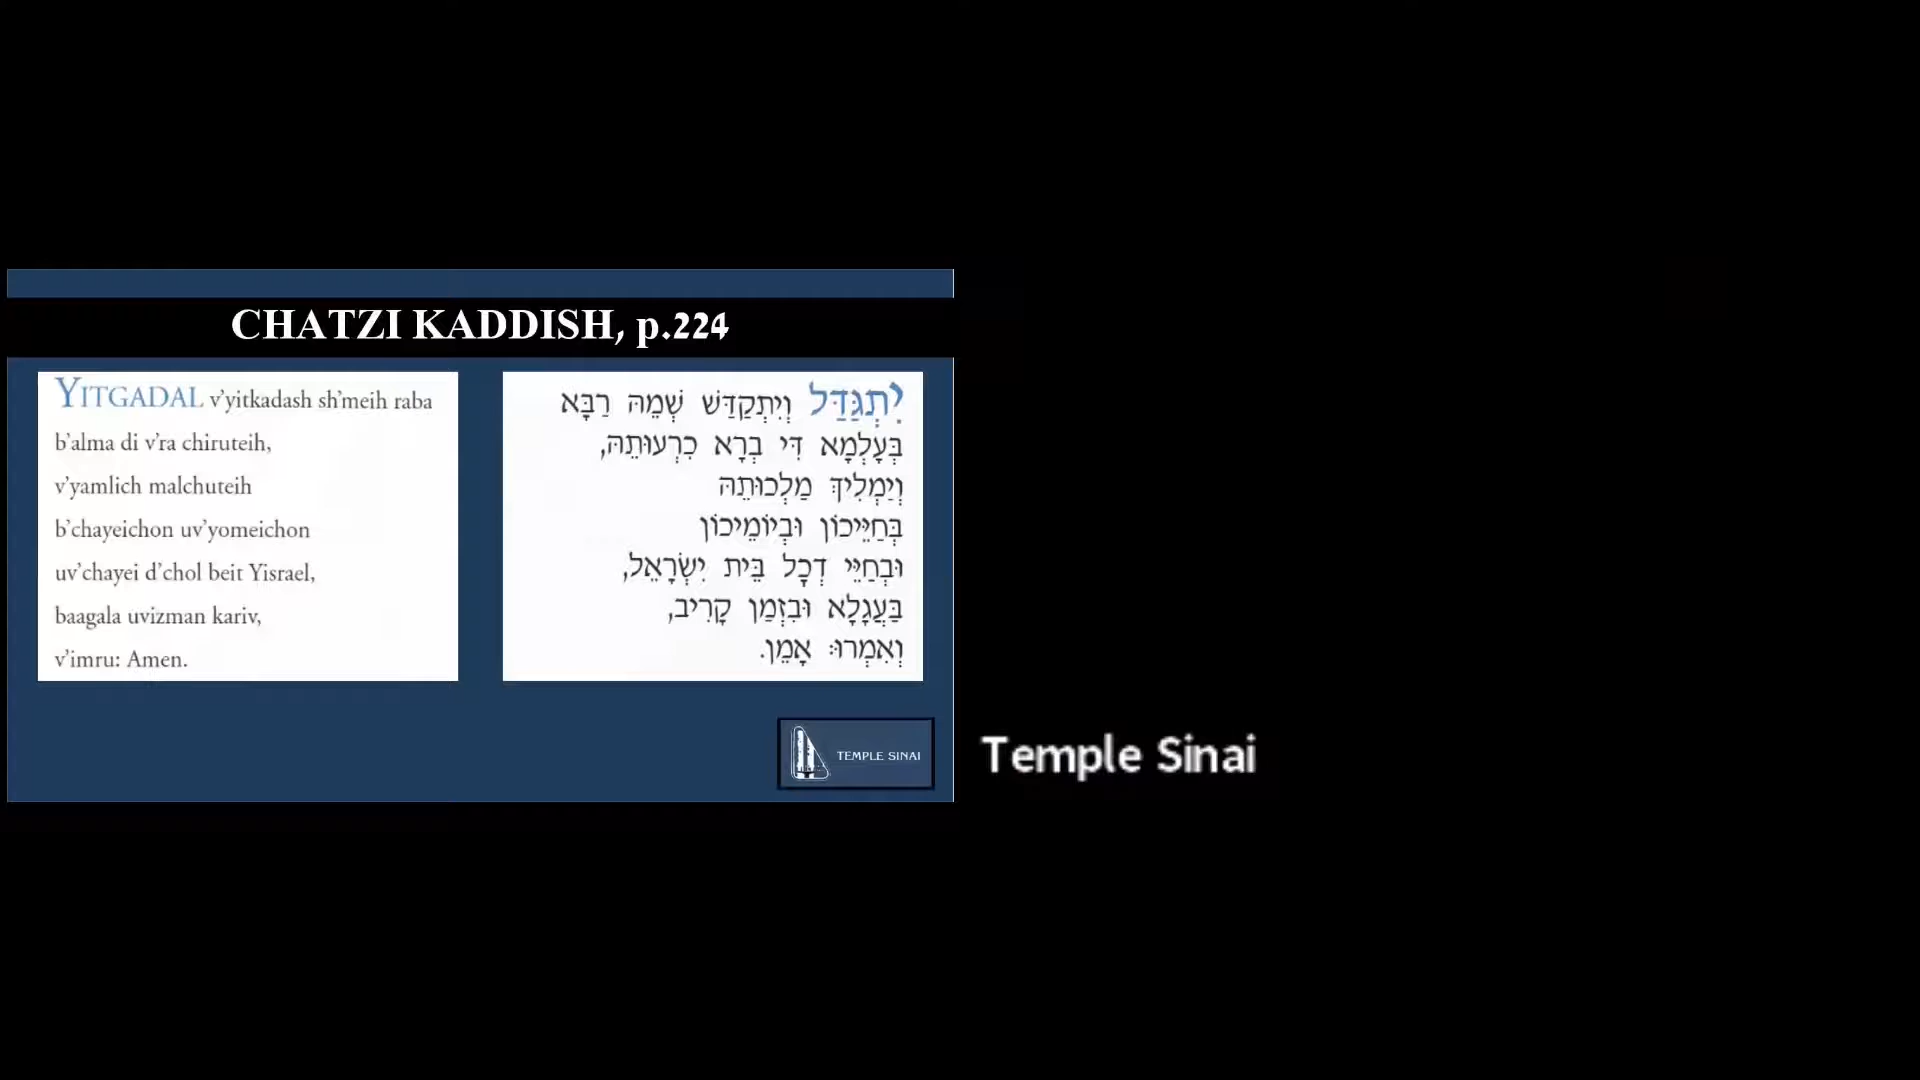 CHATZI KADDISH, p.224
YITGADAL v'yitkadash sh'meih raba
b'alma di v'ra chiruteih,
v'yamlich malchuteih
b'chayeichon uv'yomeichon
uv'chayei d'chol beit Yisrael,
baagala uvizman kariv,
v'imru: Amen.
יִתְגַּדַּל וְיִתְקַדַּשׁ שְׁמֵהּ רַבָּא
בְּעָלְמָא דִּי בְרָא כִרְעוּתֵהּ,
וְיַמְלִיךְ מַלְכוּתֵהּ
בְּחַיֵּיכוֹן וּבְיוֹמֵיכוֹן
וּבְחַיֵּי דְכָל בֵּית יִשְׂרָאֵל,
בַּעֲגָלָא וּבִזְמַן קָרִיב,
וְאִמְרוּ: אָמֵן.
TEMPLE SINAI
Temple Sinai